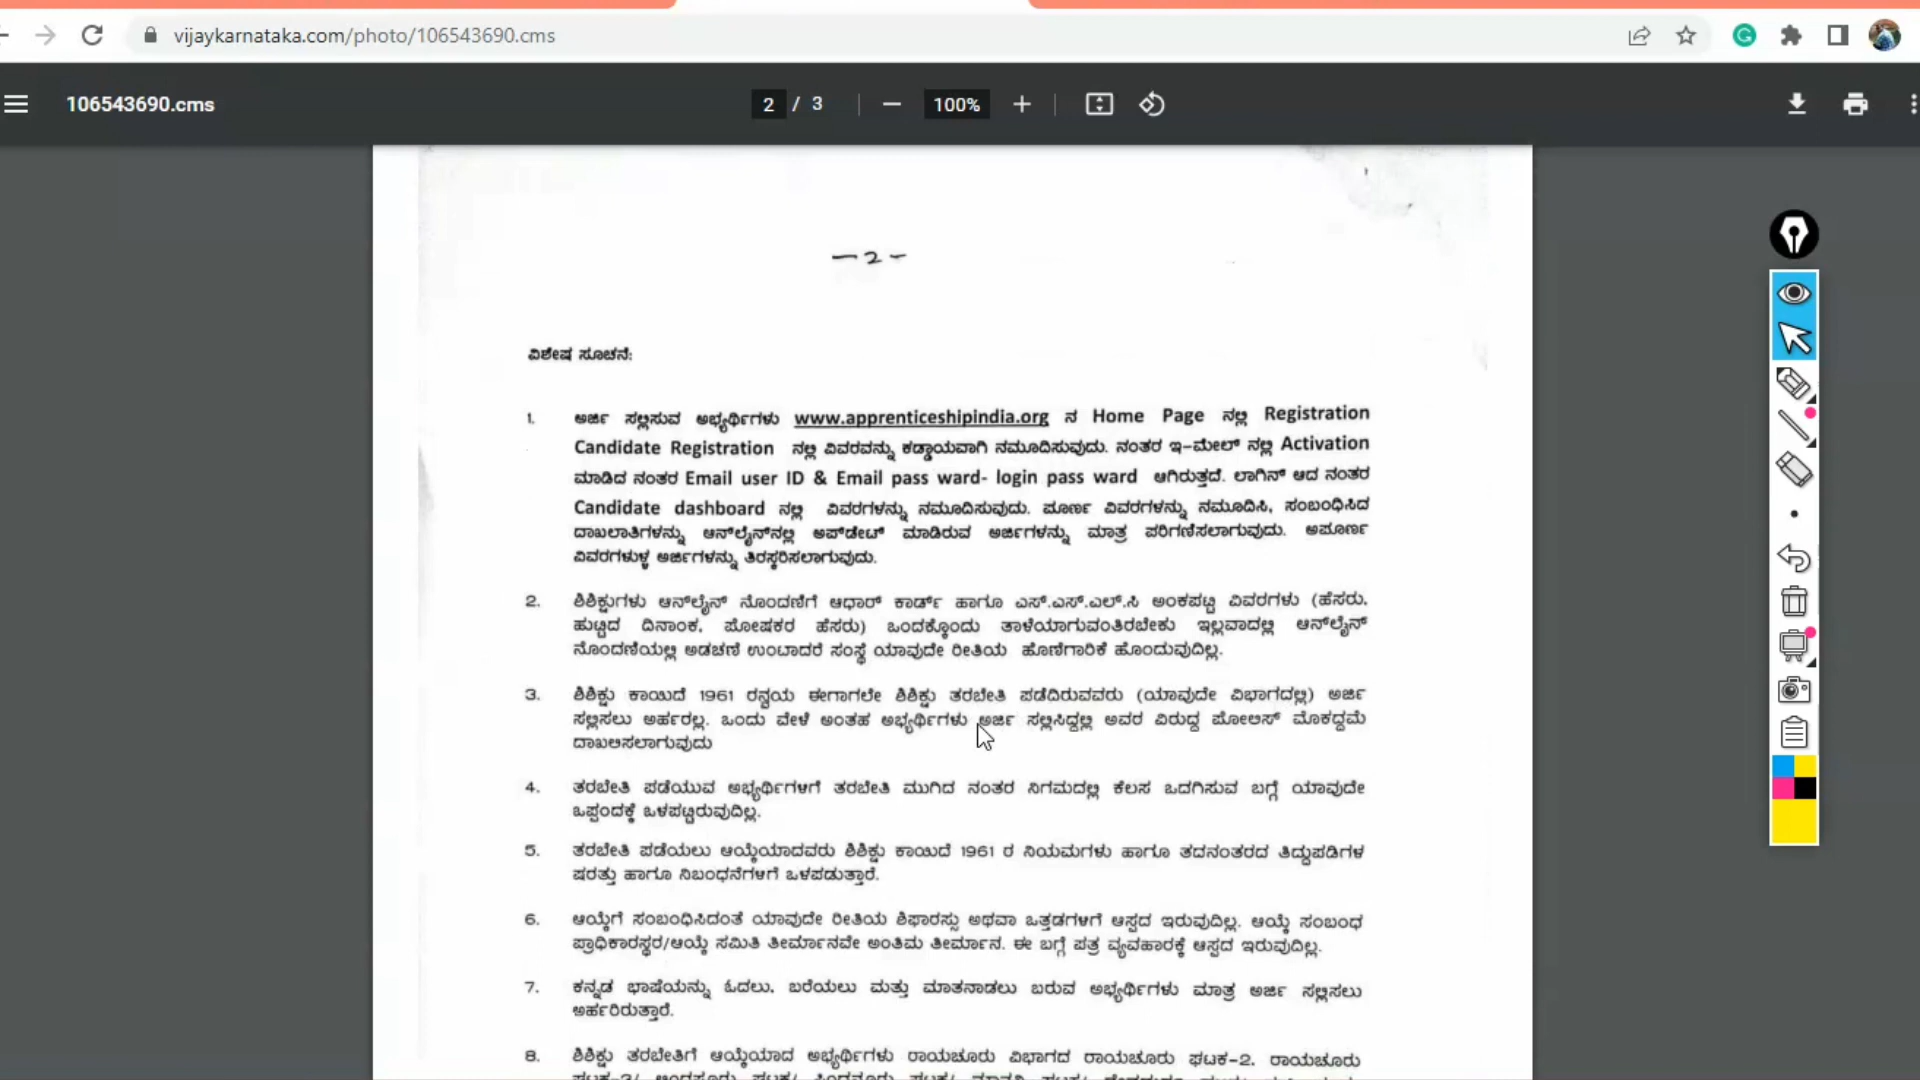 vijaykarnataka.com/photo/106543690.cms
106543690.cms
2 / 3
100%
-2-
ವಿಶೇಷ ಸೂಚನೆ:
1. ಅರ್ಜಿ ಸಲ್ಲಿಸುವ ಅಭ್ಯರ್ಥಿಗಳು www.apprenticeshipindia.org ನ Home Page ನಲ್ಲಿ Registration
Candidate Registration ನಲ್ಲಿ ವಿವರವನ್ನು ಕಡ್ಡಾಯವಾಗಿ ನಮೂದಿಸುವುದು. ನಂತರ ಇ-ಮೇಲ್ ನಲ್ಲಿ Activation
ಮಾಡಿದ ನಂತರ Email user ID & Email pass ward- login pass ward ಆಗಿರುತ್ತದೆ. ಲಾಗಿನ್ ಆದ ನಂತರ
Candidate dashboard ನಲ್ಲಿ ವಿವರಗಳನ್ನು ನಮೂದಿಸುವುದು. ಪೂರ್ಣ ವಿವರಗಳನ್ನು ನಮೂದಿಸಿ, ಸಂಬಂಧಿಸಿದ
ದಾಖಲಾತಿಗಳನ್ನು ಆನ್‌ಲೈನ್‌ನಲ್ಲಿ ಅಪ್‌ಡೇಟ್ ಮಾಡಿರುವ ಅರ್ಜಿಗಳನ್ನು ಮಾತ್ರ ಪರಿಗಣಿಸಲಾಗುವುದು. ಅಪೂರ್ಣ
ವಿವರಗಳುಳ್ಳ ಅರ್ಜಿಗಳನ್ನು ತಿರಸ್ಕರಿಸಲಾಗುವುದು.
2. ಶಿಶಿಕ್ಷುಗಳು ಆನ್‌ಲೈನ್ ನೊಂದಣಿಗೆ ಆಧಾರ್ ಕಾರ್ಡ್ ಹಾಗೂ ಎಸ್.ಎಸ್.ಎಲ್.ಸಿ ಅಂಕಪಟ್ಟಿ ವಿವರಗಳು (ಹೆಸರು,
ಹುಟ್ಟಿದ ದಿನಾಂಕ, ಪೋಷಕರ ಹೆಸರು) ಒಂದಕ್ಕೊಂದು ತಾಳೆಯಾಗುವಂತಿರಬೇಕು ಇಲ್ಲವಾದಲ್ಲಿ ಆನ್‌ಲೈನ್
ನೊಂದಣಿಯಲ್ಲಿ ಅಡಚಣೆ ಉಂಟಾದರೆ ಸಂಸ್ಥೆ ಯಾವುದೇ ರೀತಿಯ ಹೊಣೆಗಾರಿಕೆ ಹೊಂದುವುದಿಲ್ಲ.
3. ಶಿಶಿಕ್ಷು ಕಾಯಿದೆ 1961 ರನ್ವಯ ಈಗಾಗಲೇ ಶಿಶಿಕ್ಷು ತರಬೇತಿ ಪಡೆದಿರುವವರು (ಯಾವುದೇ ವಿಭಾಗದಲ್ಲಿ) ಅರ್ಜಿ
ಸಲ್ಲಿಸಲು ಅರ್ಹರಲ್ಲ. ಒಂದು ವೇಳೆ ಅಂತಹ ಅಭ್ಯರ್ಥಿಗಳು ಅರ್ಜಿ ಸಲ್ಲಿಸಿದ್ದಲ್ಲಿ ಅವರ ವಿರುದ್ದ ಪೋಲಿಸ್ ಮೊಕದ್ದಮೆ
ದಾಖಲಿಸಲಾಗುವುದು
4. ತರಬೇತಿ ಪಡೆಯುವ ಅಭ್ಯರ್ಥಿಗಳಿಗೆ ತರಬೇತಿ ಮುಗಿದ ನಂತರ ನಿಗಮದಲ್ಲಿ ಕೆಲಸ ಒದಗಿಸುವ ಬಗ್ಗೆ ಯಾವುದೇ
ಒಪ್ಪಂದಕ್ಕೆ ಒಳಪಟ್ಟಿರುವುದಿಲ್ಲ.
5. ತರಬೇತಿ ಪಡೆಯಲು ಆಯ್ಕೆಯಾದವರು ಶಿಶಿಕ್ಷು ಕಾಯಿದೆ 1961 ರ ನಿಯಮಗಳು ಹಾಗೂ ತದನಂತರದ ತಿದ್ದುಪಡಿಗಳ
ಷರತ್ತು ಹಾಗೂ ನಿಬಂಧನೆಗಳಿಗೆ ಒಳಪಡುತ್ತಾರೆ.
6. ಆಯ್ಕೆಗೆ ಸಂಬಂಧಿಸಿದಂತೆ ಯಾವುದೇ ರೀತಿಯ ಶಿಫಾರಸ್ಸು ಅಥವಾ ಒತ್ತಡಗಳಿಗೆ ಆಸ್ಪದ ಇರುವುದಿಲ್ಲ. ಆಯ್ಕೆ ಸಂಬಂಧ
ಪ್ರಾಧಿಕಾರಸ್ಥರ/ಆಯ್ಕೆ ಸಮಿತಿ ತೀರ್ಮಾನವೇ ಅಂತಿಮ ತೀರ್ಮಾನ. ಈ ಬಗ್ಗೆ ಪತ್ರ ವ್ಯವಹಾರಕ್ಕೆ ಆಸ್ಪದ ಇರುವುದಿಲ್ಲ.
7. ಕನ್ನಡ ಭಾಷೆಯನ್ನು ಓದಲು, ಬರೆಯಲು ಮತ್ತು ಮಾತನಾಡಲು ಬರುವ ಅಭ್ಯರ್ಥಿಗಳು ಮಾತ್ರ ಅರ್ಜಿ ಸಲ್ಲಿಸಲು
ಅರ್ಹರಿರುತ್ತಾರೆ.
8. ಶಿಶಿಕ್ಷು ತರಬೇತಿಗೆ ಆಯ್ಕೆಯಾದ ಅಭ್ಯರ್ಥಿಗಳು ರಾಯಚೂರು ವಿಭಾಗದ ರಾಯಚೂರು ಘಟಕ-2, ರಾಯಚೂರು